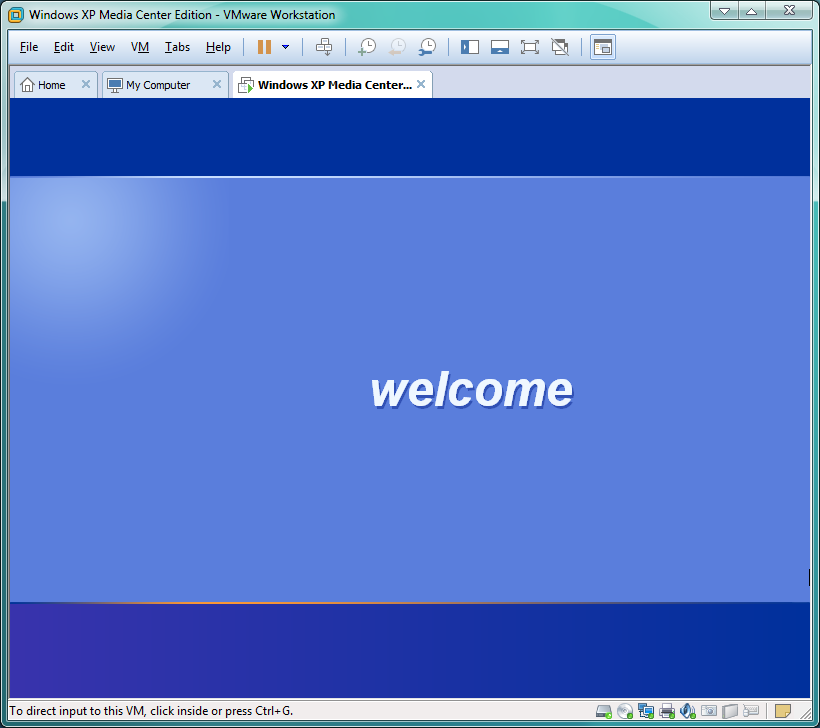 Windows XP Media Center Edition - VMware Workstation
File Edit View VM Tabs Help
Home My Computer Windows XP Media Center...
welcome
To direct input to this VM, click inside or press Ctrl+G.